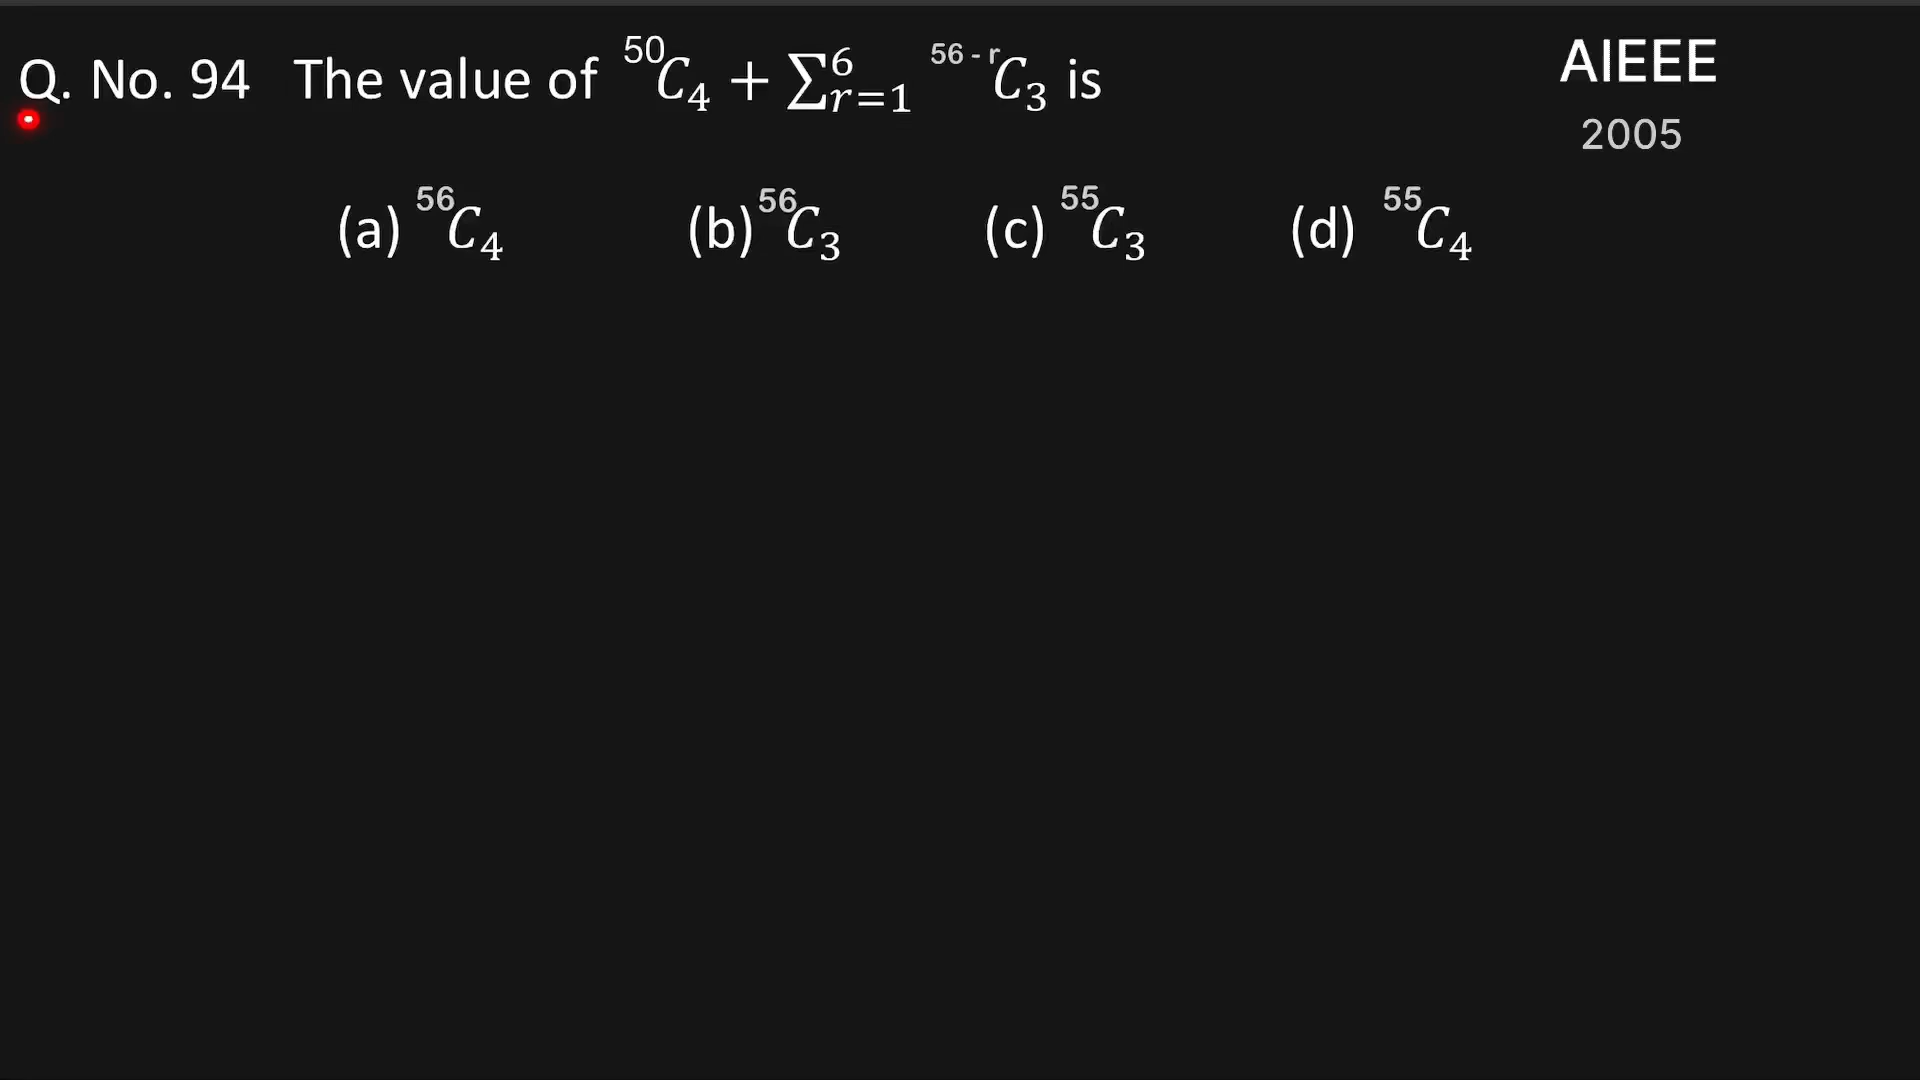 Q. No. 94 The value of ⁵⁰C₄ + ∑⁶ᵣ₌₁ ⁵⁶⁻ʳC₃ is
AIEEE
2005
(a) ⁵⁶C₄ (b) ⁵⁶C₃ (c) ⁵⁵C₃ (d) ⁵⁵C₄